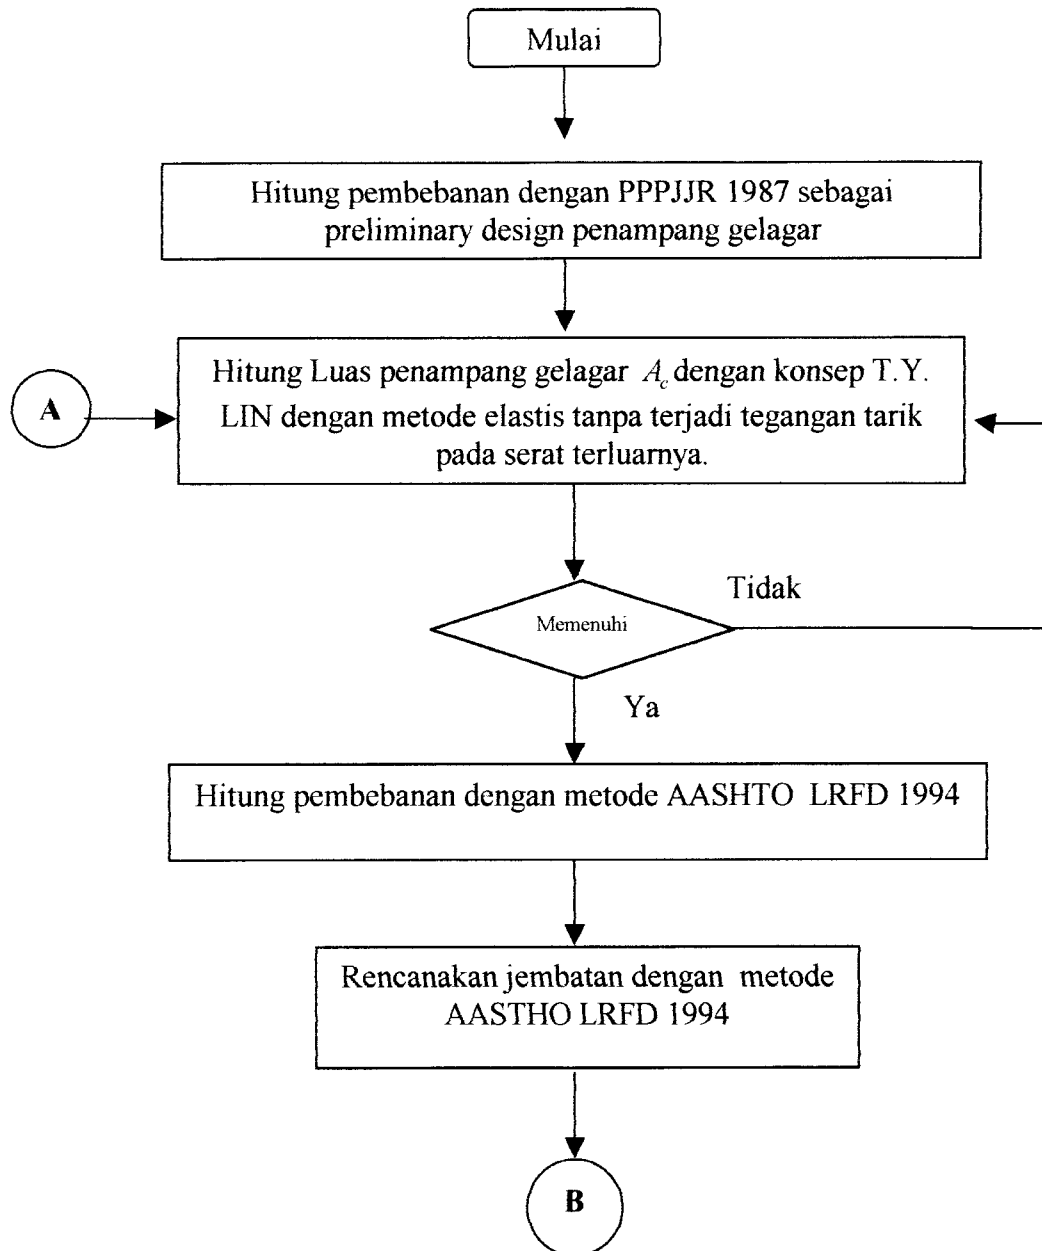 Mulai
Hitung pembebanan dengan PPPJJR 1987 sebagai
preliminary design penampang gelagar
Hitung Luas penampang gelagar A_c dengan konsep T.Y.
LIN dengan metode elastis tanpa terjadi tegangan tarik
pada serat terluarnya.
A
Tidak
Memenuhi
Ya
Hitung pembebanan dengan metode AASHTO LRFD 1994
Rencanakan jembatan dengan metode
AASTHO LRFD 1994
B